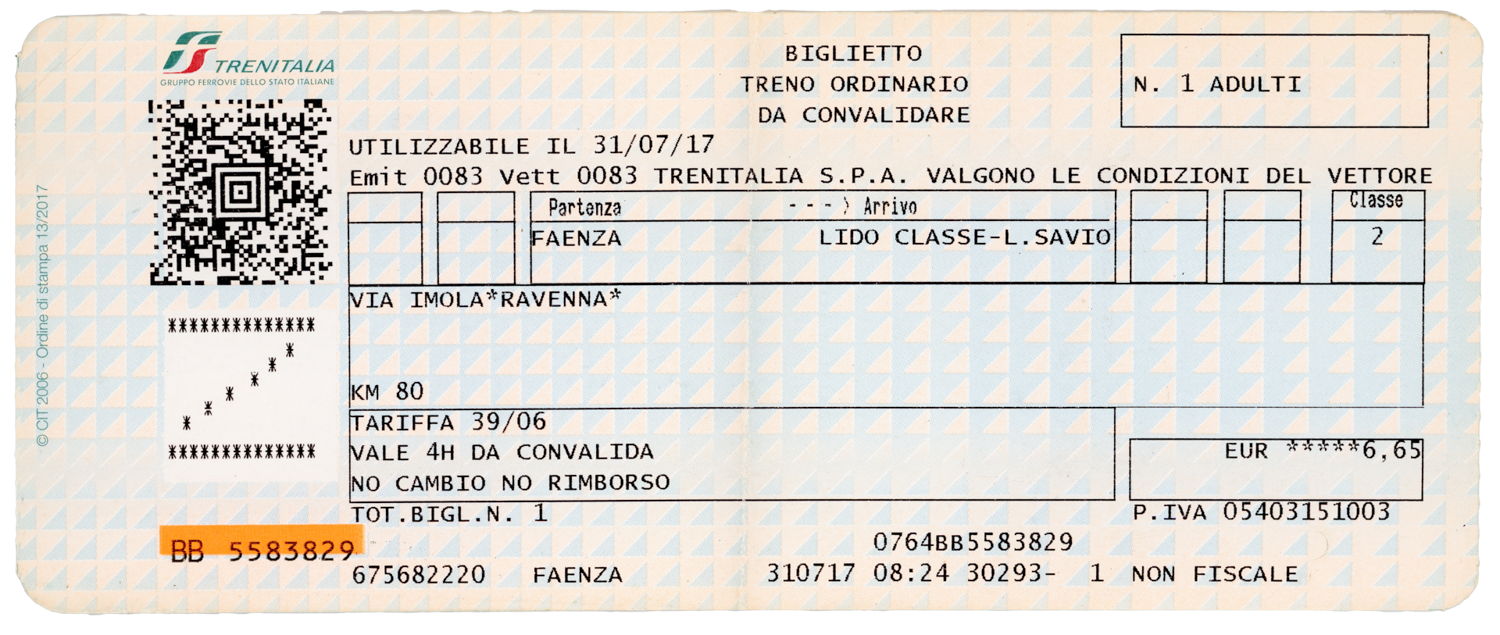 TRENITALIA
GRUPPO FERROVIE DELLO STATO ITALIANE
BIGLIETTO
TRENO ORDINARIO
DA CONVALIDARE
N. 1 ADULTI
UTILIZZABILE IL 31/07/17
Emit 0083 Vett 0083 TRENITALIA S.P.A. VALGONO LE CONDIZIONI DEL VETTORE
Partenza - - - > Arrivo Classe
FAENZA LIDO CLASSE-L.SAVIO 2
VIA IMOLA*RAVENNA*
KM 80
TARIFFA 39/06
VALE 4H DA CONVALIDA
NO CAMBIO NO RIMBORSO
EUR *****6,65
TOT.BIGL.N. 1
P.IVA 05403151003
BB 5583829
0764BB5583829
675682220 FAENZA 310717 08:24 30293- 1 NON FISCALE
© CIT 2006 - Ordine di stampa 13/2017